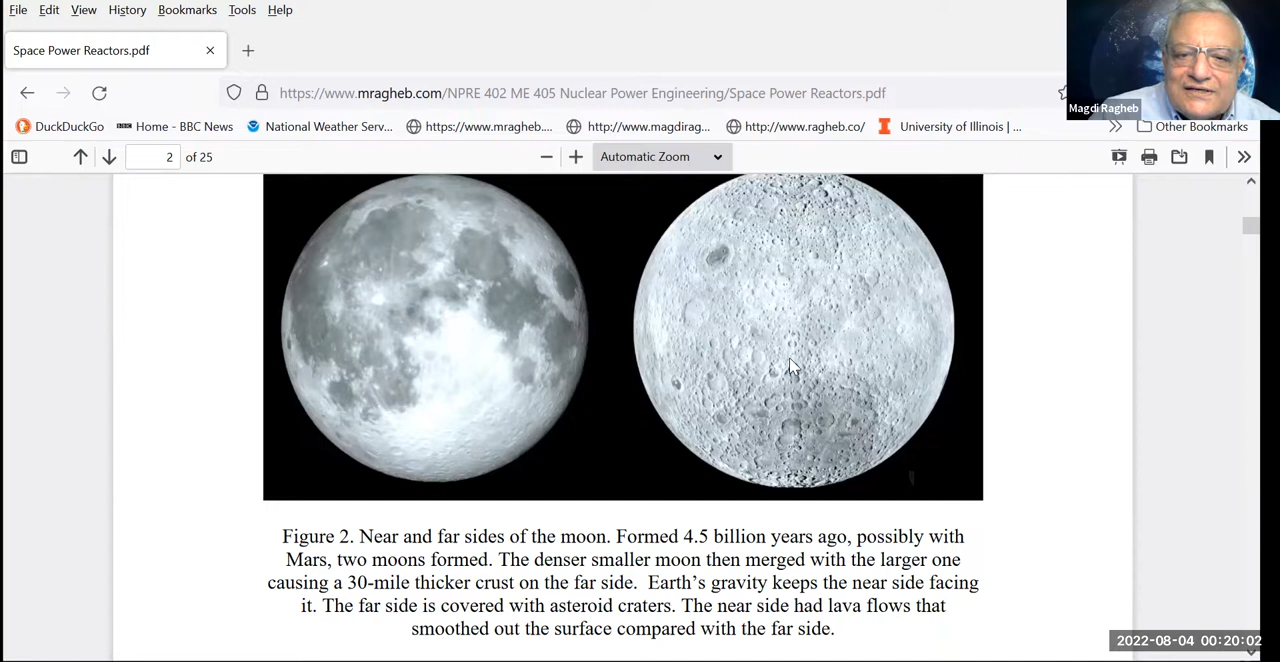 File Edit View History Bookmarks Tools Help
Space Power Reactors.pdf
https://www.mragheb.com/NPRE 402 ME 405 Nuclear Power Engineering/Space Power Reactors.pdf
Magdi Ragheb
DuckDuckGo
BBC Home - BBC News
National Weather Serv...
https://www.mragheb....
http://www.magdirag...
http://www.ragheb.co/
I University of Illinois | ...
Other Bookmarks
2 of 25
Automatic Zoom
Figure 2. Near and far sides of the moon. Formed 4.5 billion years ago, possibly with
Mars, two moons formed. The denser smaller moon then merged with the larger one
causing a 30-mile thicker crust on the far side. Earth's gravity keeps the near side facing
it. The far side is covered with asteroid craters. The near side had lava flows that
smoothed out the surface compared with the far side.
2022-08-04 00:20:02